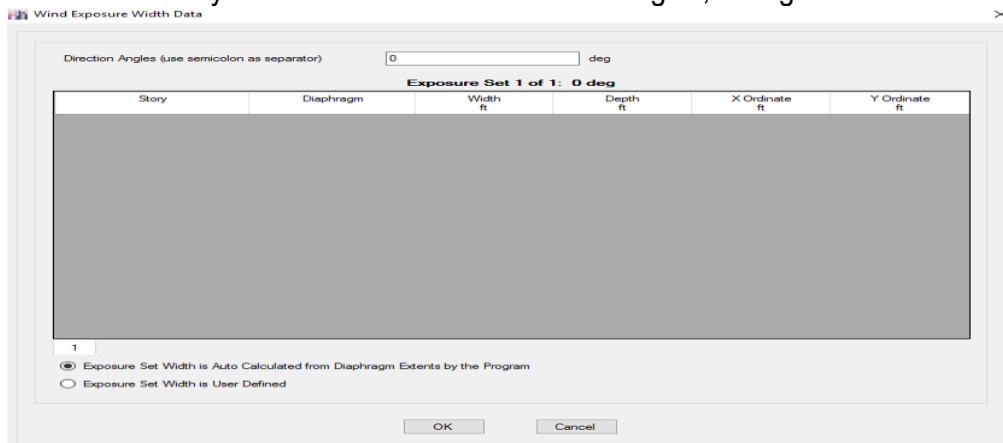 Wind Exposure Width Data
Direction Angles (use semicolon as separator) 0 deg
Exposure Set 1 of 1: 0 deg
Story Diaphragm Width Depth X Ordinate Y Ordinate
ft ft ft ft
1
Exposure Set Width is Auto Calculated from Diaphragm Extents by the Program
Exposure Set Width is User Defined
OK Cancel